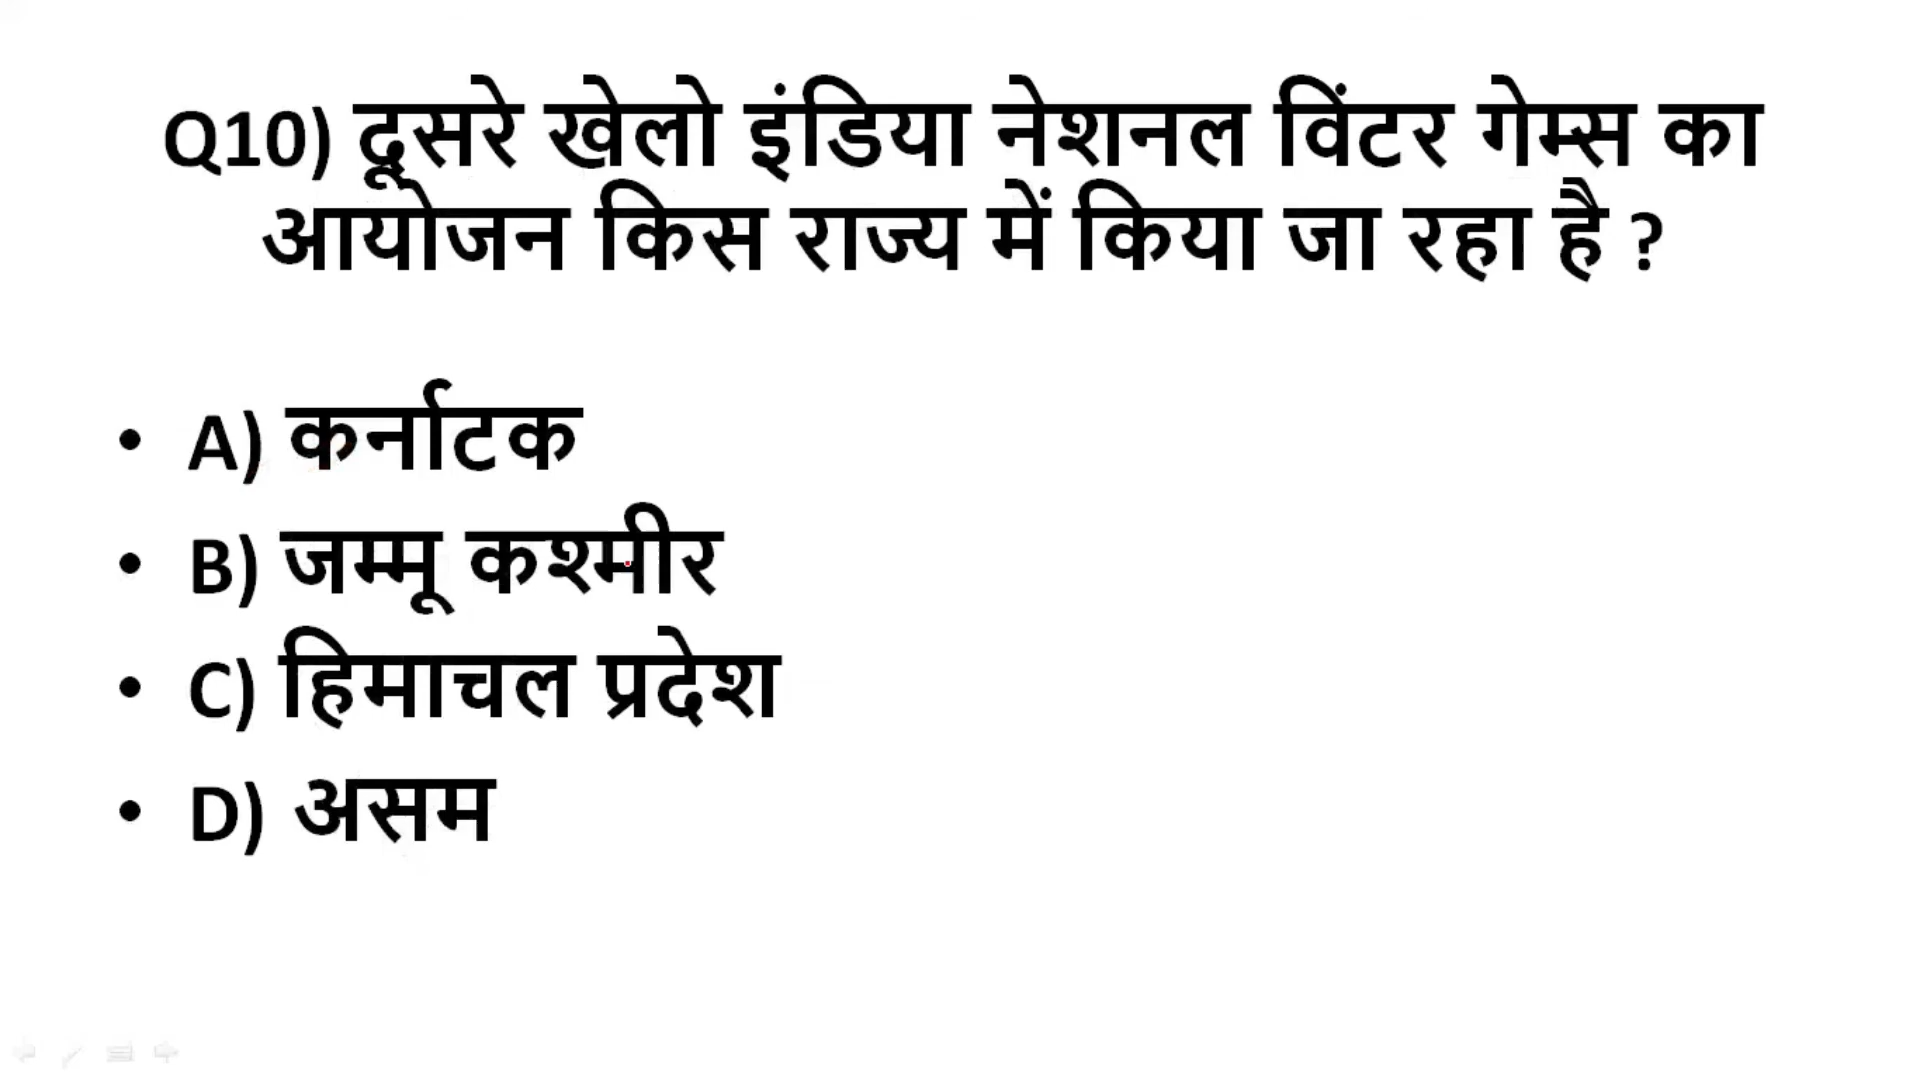 Q10) दूसरे खेलो इंडिया नेशनल विंटर गेम्स का
आयोजन किस राज्य में किया जा रहा है ?
• A) कर्नाटक
• B) जम्मू कश्मीर
• C) हिमाचल प्रदेश
• D) असम